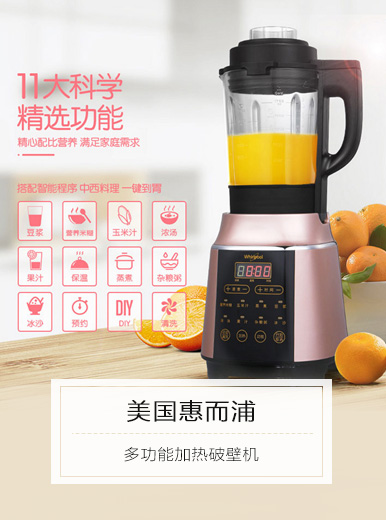 11大科学
精选功能
精心配比营养 满足家庭需求
搭配智能程序 中西料理 一键到胃
豆浆 营养米糊 玉米汁 浓汤
果汁 保温 蒸煮 杂粮粥
冰沙 预约 DIY DIY 清洗
Whirlpool
美国惠而浦
多功能加热破壁机